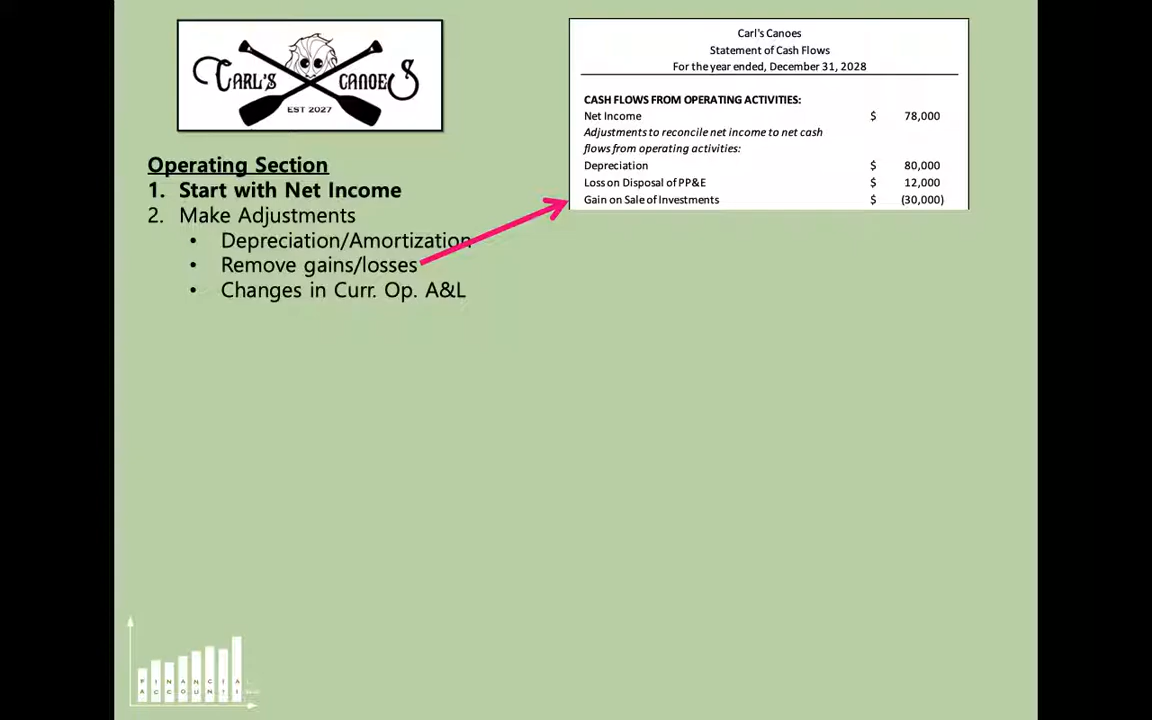 CARL'S CANOES
EST 2027
Operating Section
1. Start with Net Income
2. Make Adjustments
• Depreciation/Amortization
• Remove gains/losses
• Changes in Curr. Op. A&L
Carl's Canoes
Statement of Cash Flows
For the year ended, December 31, 2028
CASH FLOWS FROM OPERATING ACTIVITIES:
Net Income $ 78,000
Adjustments to reconcile net income to net cash
flows from operating activities:
Depreciation $ 80,000
Loss on Disposal of PP&E $ 12,000
Gain on Sale of Investments $ (30,000)
FINANCIAL